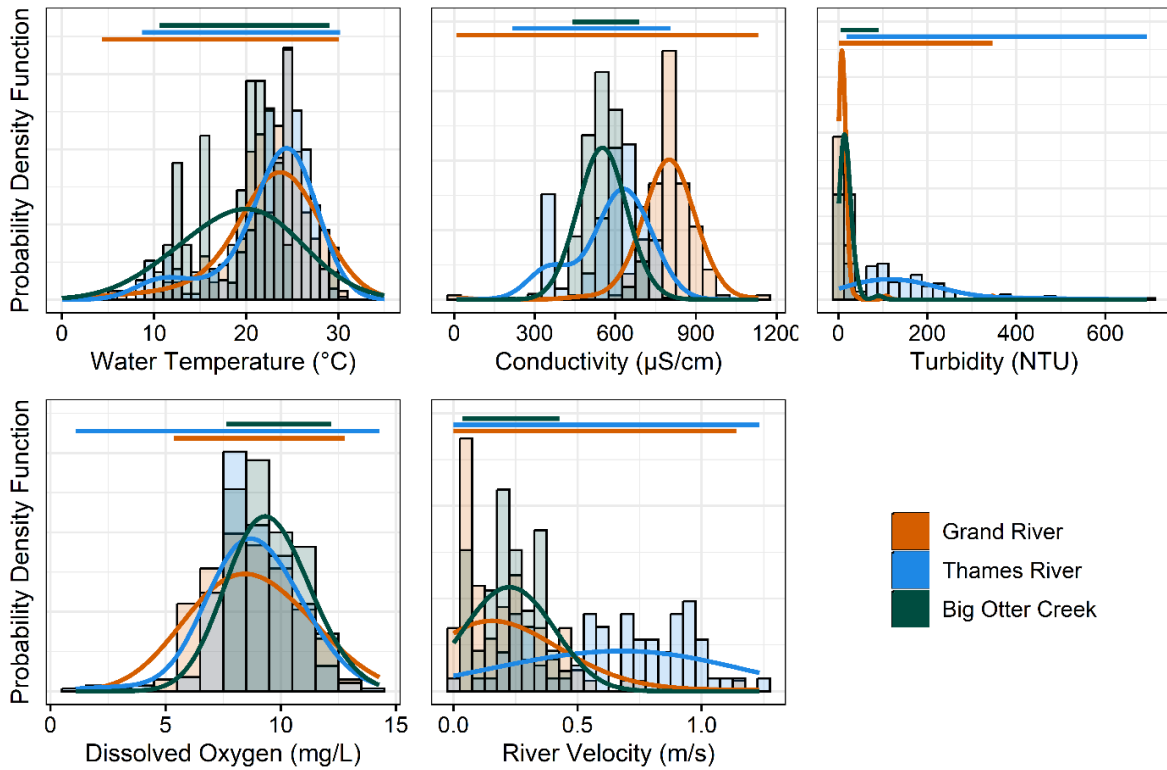 Probability Density Function
0 10 20 30
Water Temperature (°C)
0 300 600 900 1200
Conductivity (µS/cm)
0 200 400 600
Turbidity (NTU)
Probability Density Function
5 10 15
Dissolved Oxygen (mg/L)
0.0 0.5 1.0
River Velocity (m/s)
Grand River
Thames River
Big Otter Creek